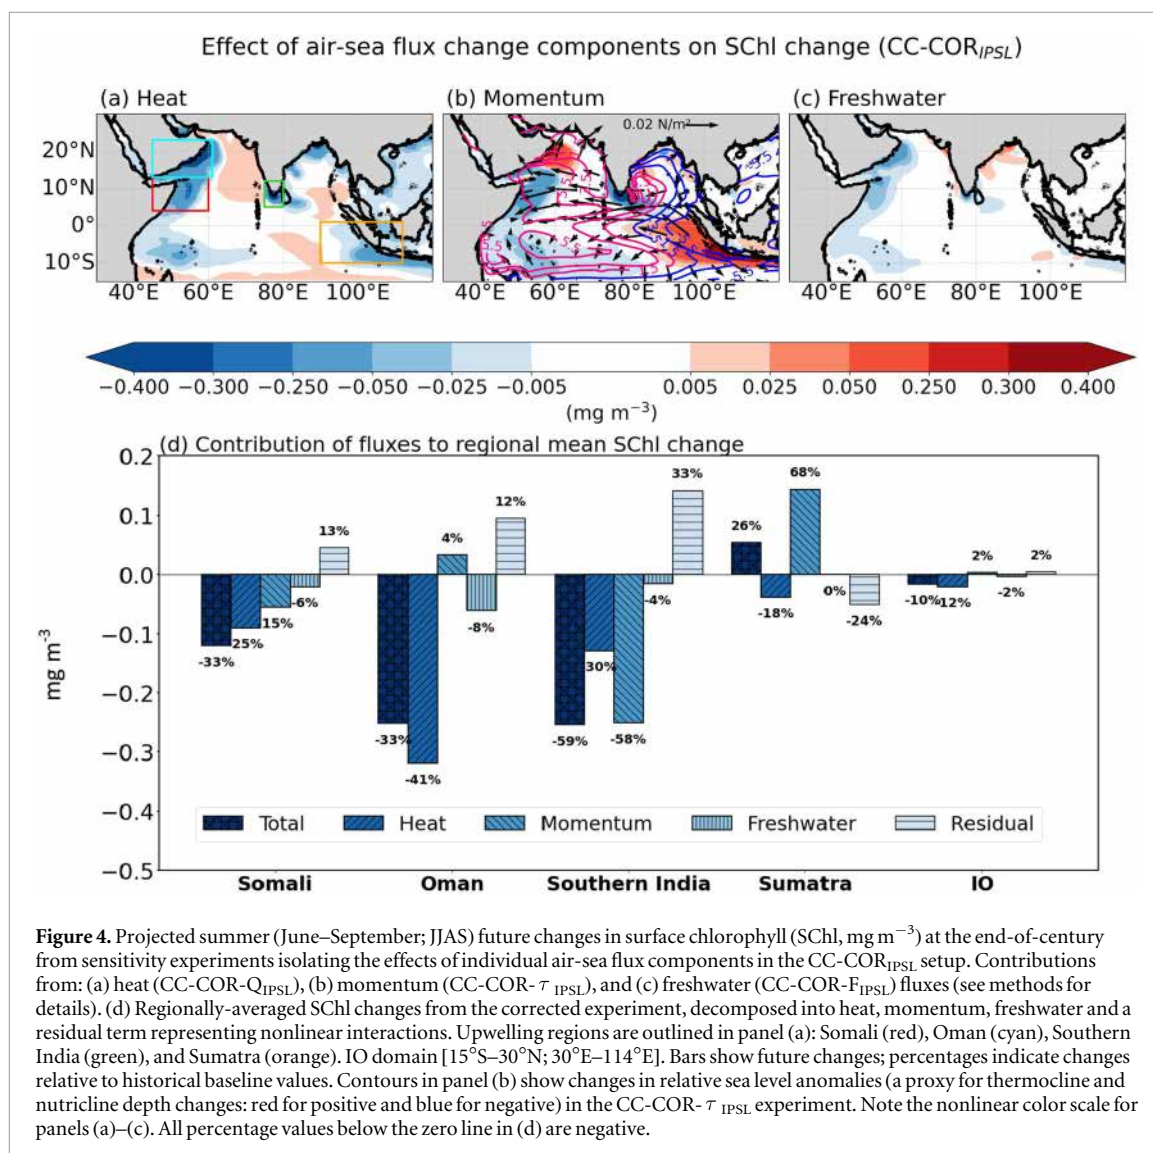 Effect of air-sea flux change components on SChl change (CC-COR_IPSL)
(a) Heat (b) Momentum (c) Freshwater
0.02 N/m²
20°N
10°N
0°
10°S
40°E 60°E 80°E 100°E 40°E 60°E 80°E 100°E 40°E 60°E 80°E 100°E
−0.400 −0.300 −0.250 −0.050 −0.025 −0.005 0.005 0.025 0.050 0.250 0.300 0.400
(mg m⁻³)
(d) Contribution of fluxes to regional mean SChl change
mg m⁻³
0.2
0.1
0.0
−0.1
−0.2
−0.3
−0.4
−0.5
-33% 25% 15% -6% 13%
-33% -41% 4% -8% 12%
-59% 30% -58% -4% 33%
26% -18% 68% 0% -24%
-10% 12% 2% -2% 2%
Total Heat Momentum Freshwater Residual
Somali Oman Southern India Sumatra IO
Figure 4. Projected summer (June–September; JJAS) future changes in surface chlorophyll (SChl, mg m⁻³) at the end-of-century
from sensitivity experiments isolating the effects of individual air-sea flux components in the CC-COR_IPSL setup. Contributions
from: (a) heat (CC-COR-Q_IPSL), (b) momentum (CC-COR- τ _IPSL), and (c) freshwater (CC-COR-F_IPSL) fluxes (see methods for
details). (d) Regionally-averaged SChl changes from the corrected experiment, decomposed into heat, momentum, freshwater and a
residual term representing nonlinear interactions. Upwelling regions are outlined in panel (a): Somali (red), Oman (cyan), Southern
India (green), and Sumatra (orange). IO domain [15°S–30°N; 30°E–114°E]. Bars show future changes; percentages indicate changes
relative to historical baseline values. Contours in panel (b) show changes in relative sea level anomalies (a proxy for thermocline and
nutricline depth changes: red for positive and blue for negative) in the CC-COR- τ _IPSL experiment. Note the nonlinear color scale for
panels (a)–(c). All percentage values below the zero line in (d) are negative.